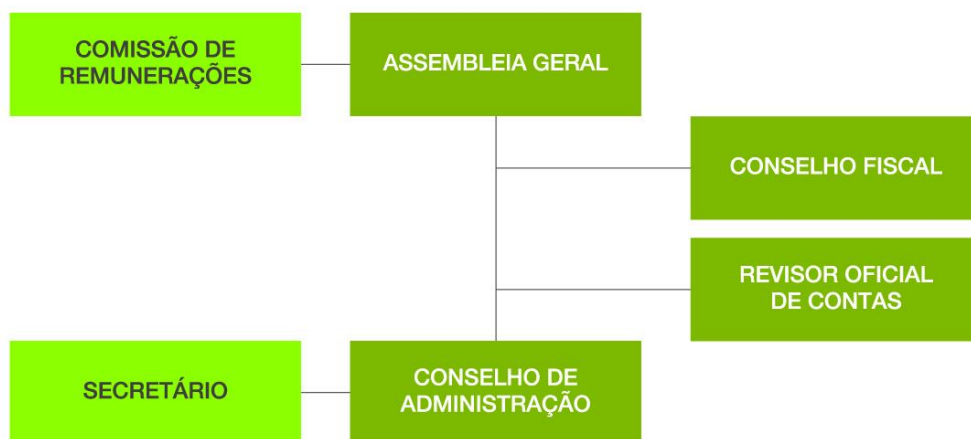 COMISSÃO DE
REMUNERAÇÕES
ASSEMBLEIA GERAL
CONSELHO FISCAL
REVISOR OFICIAL
DE CONTAS
SECRETÁRIO
CONSELHO DE
ADMINISTRAÇÃO